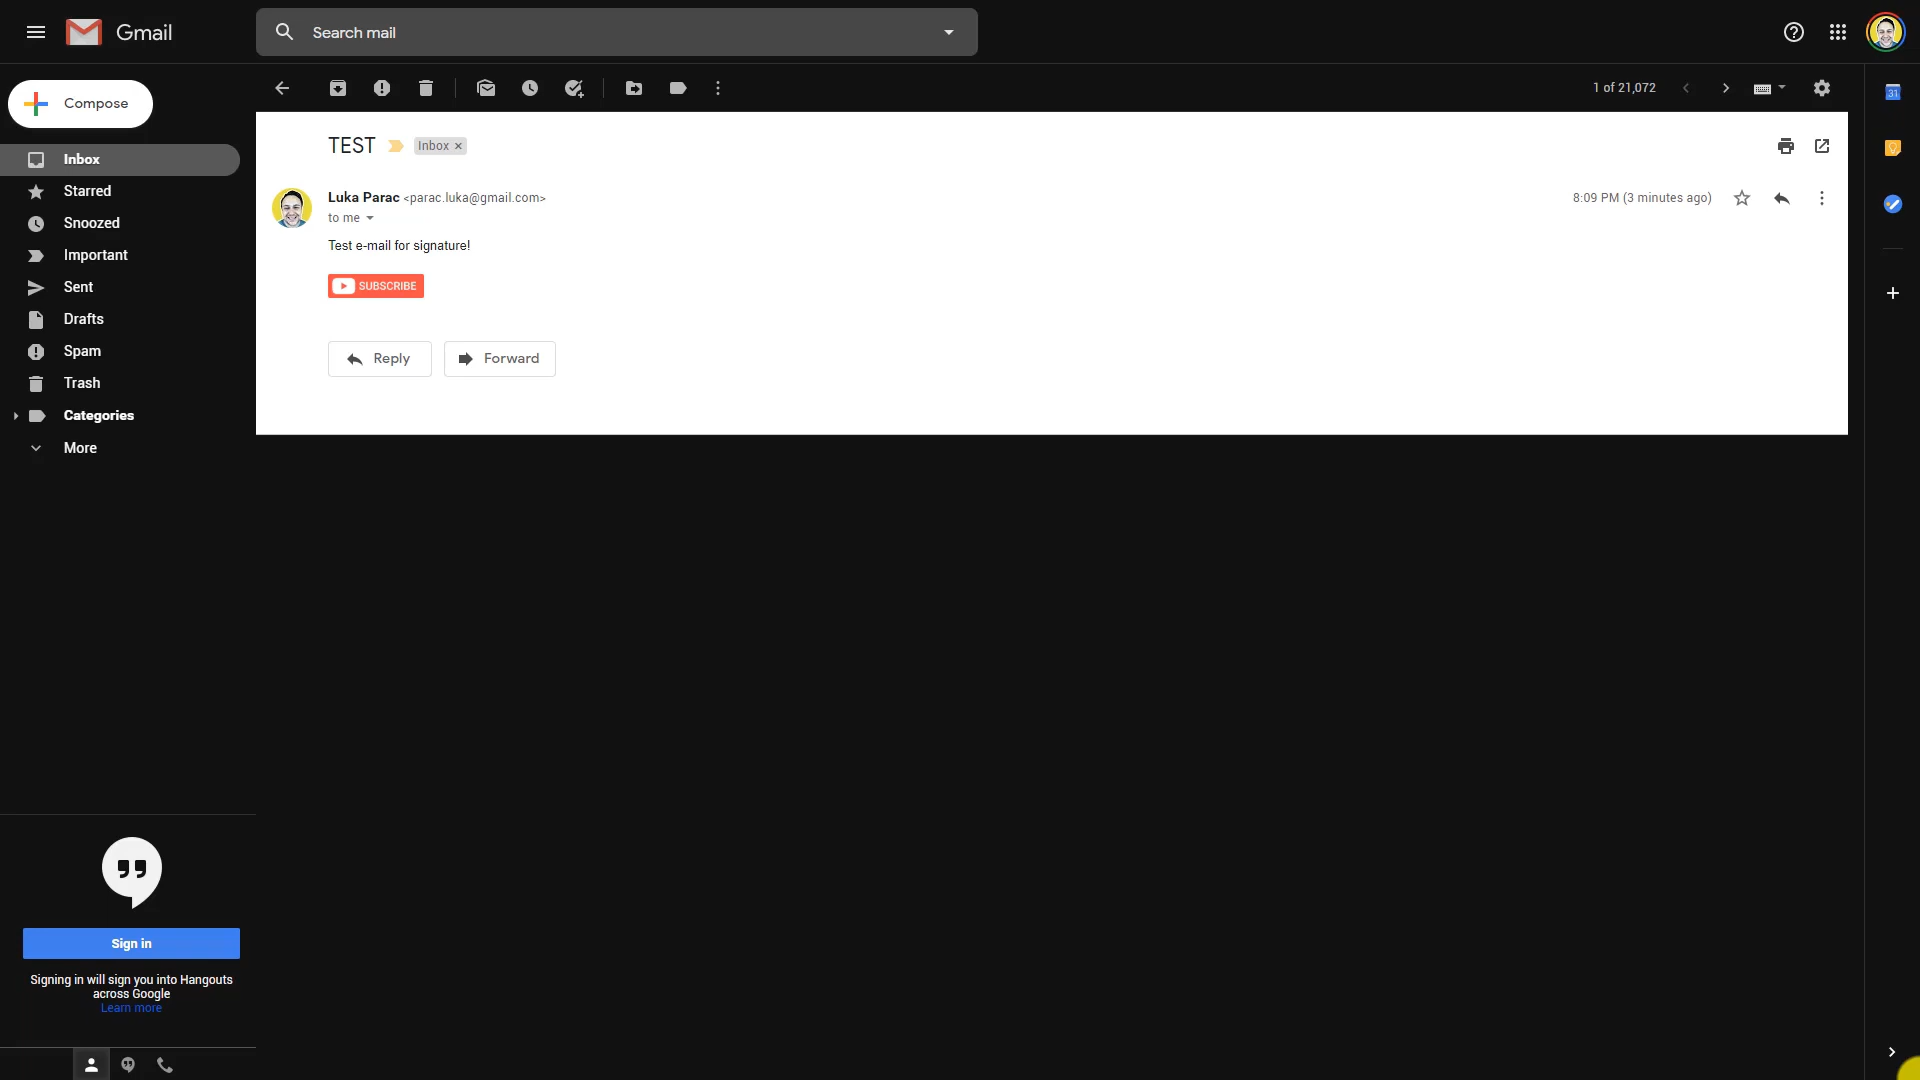 Gmail
Search mail
Compose
1 of 21,072
31
Inbox
Starred
Snoozed
Important
Sent
Drafts
Spam
Trash
Categories
More
TEST
Inbox ×
Luka Parac <parac.luka@gmail.com>
8:09 PM (3 minutes ago)
to me
Test e-mail for signature!
SUBSCRIBE
Reply
Forward
Sign in
Signing in will sign you into Hangouts
across Google
Learn more